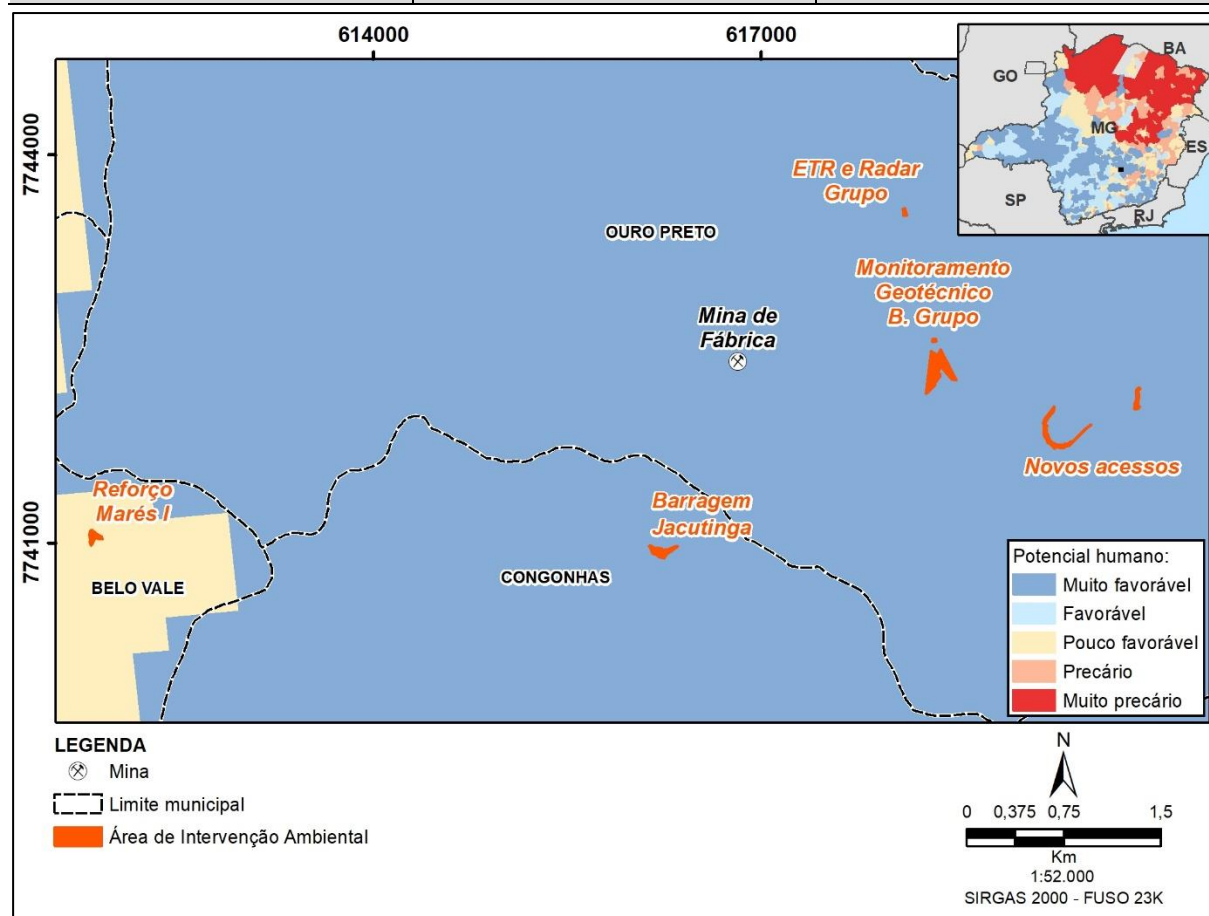 614000
617000
7744000
7741000
BA
GO
MG
ES
SP
RJ
ETR e Radar
Grupo
OURO PRETO
Monitoramento
Geotécnico
B. Grupo
Mina de
Fábrica
Novos acessos
Reforço
Marés I
Barragem
Jacutinga
BELO VALE
CONGONHAS
Potencial humano:
Muito favorável
Favorável
Pouco favorável
Precário
Muito precário
LEGENDA
Mina
Limite municipal
Área de Intervenção Ambiental
N
0 0,375 0,75 1,5
Km
1:52.000
SIRGAS 2000 - FUSO 23K